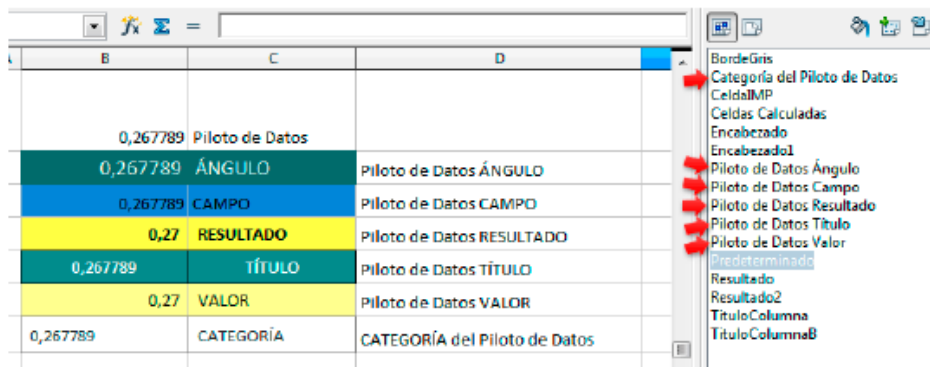 fx Σ =
B C D
0,267789 Piloto de Datos
0,267789 ÁNGULO Piloto de Datos ÁNGULO
0,267789 CAMPO Piloto de Datos CAMPO
0,27 RESULTADO Piloto de Datos RESULTADO
0,267789 TÍTULO Piloto de Datos TÍTULO
0,27 VALOR Piloto de Datos VALOR
0,267789 CATEGORÍA CATEGORÍA del Piloto de Datos
BordeGris
Categoría del Piloto de Datos
CeldaIMP
Celdas Calculadas
Encabezado
Encabezado1
Piloto de Datos Ángulo
Piloto de Datos Campo
Piloto de Datos Resultado
Piloto de Datos Título
Piloto de Datos Valor
Predeterminado
Resultado
Resultado2
TituloColumna
TituloColumnaB